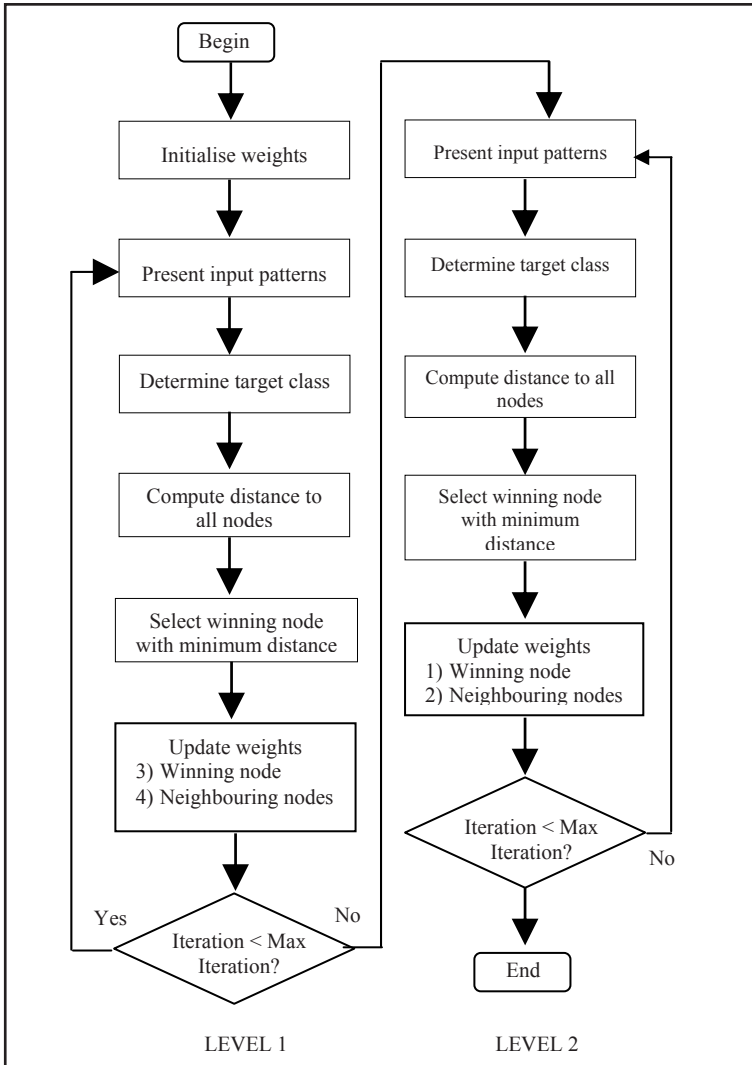 Begin
Initialise weights
Present input patterns
Determine target class
Compute distance to
all nodes
Select winning node
with minimum distance
Update weights
3) Winning node
4) Neighbouring nodes
Yes
No
Iteration < Max
Iteration?
LEVEL 1
Present input patterns
Determine target class
Compute distance to all
nodes
Select winning node
with minimum
distance
Update weights
1) Winning node
2) Neighbouring nodes
Iteration < Max
Iteration?
No
End
LEVEL 2